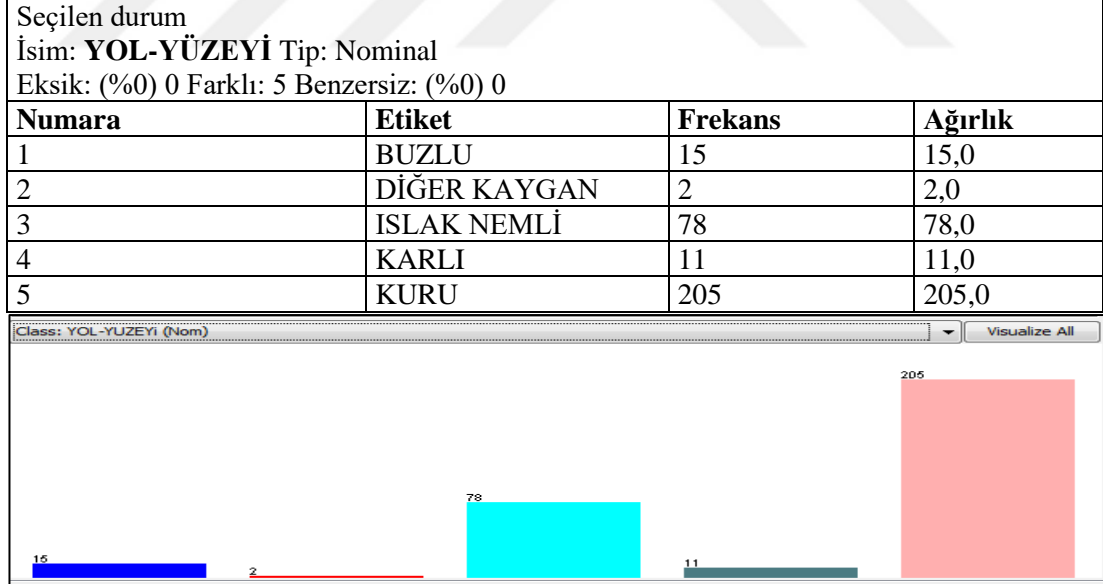 Seçilen durum
İsim: YOL-YÜZEYİ Tip: Nominal
Eksik: (%0) 0 Farklı: 5 Benzersiz: (%0) 0
Numara Etiket Frekans Ağırlık
1 BUZLU 15 15,0
2 DİĞER KAYGAN 2 2,0
3 ISLAK NEMLİ 78 78,0
4 KARLI 11 11,0
5 KURU 205 205,0
Class: YOL-YUZEYi (Nom) Visualize All
15 2 78 11 205